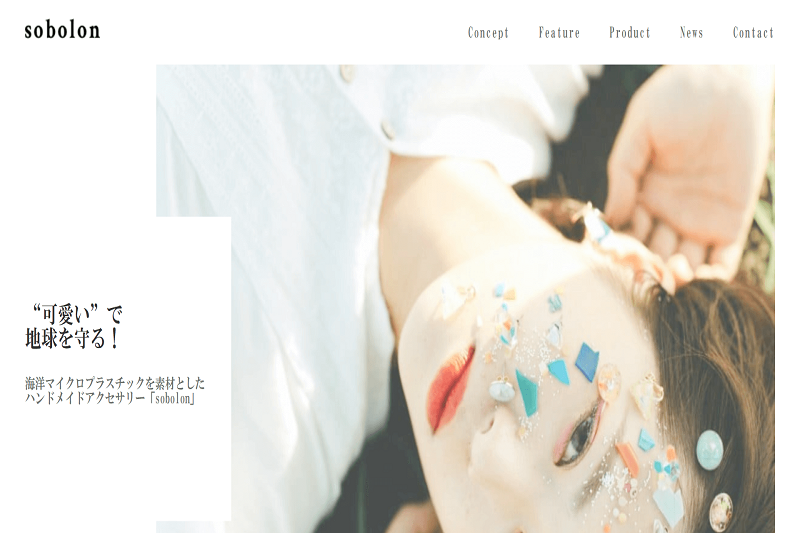 sobolon
Concept Feature Product News Contact
“可愛い”で
地球を守る！
海洋マイクロプラスチックを素材とした
ハンドメイドアクセサリー「sobolon」